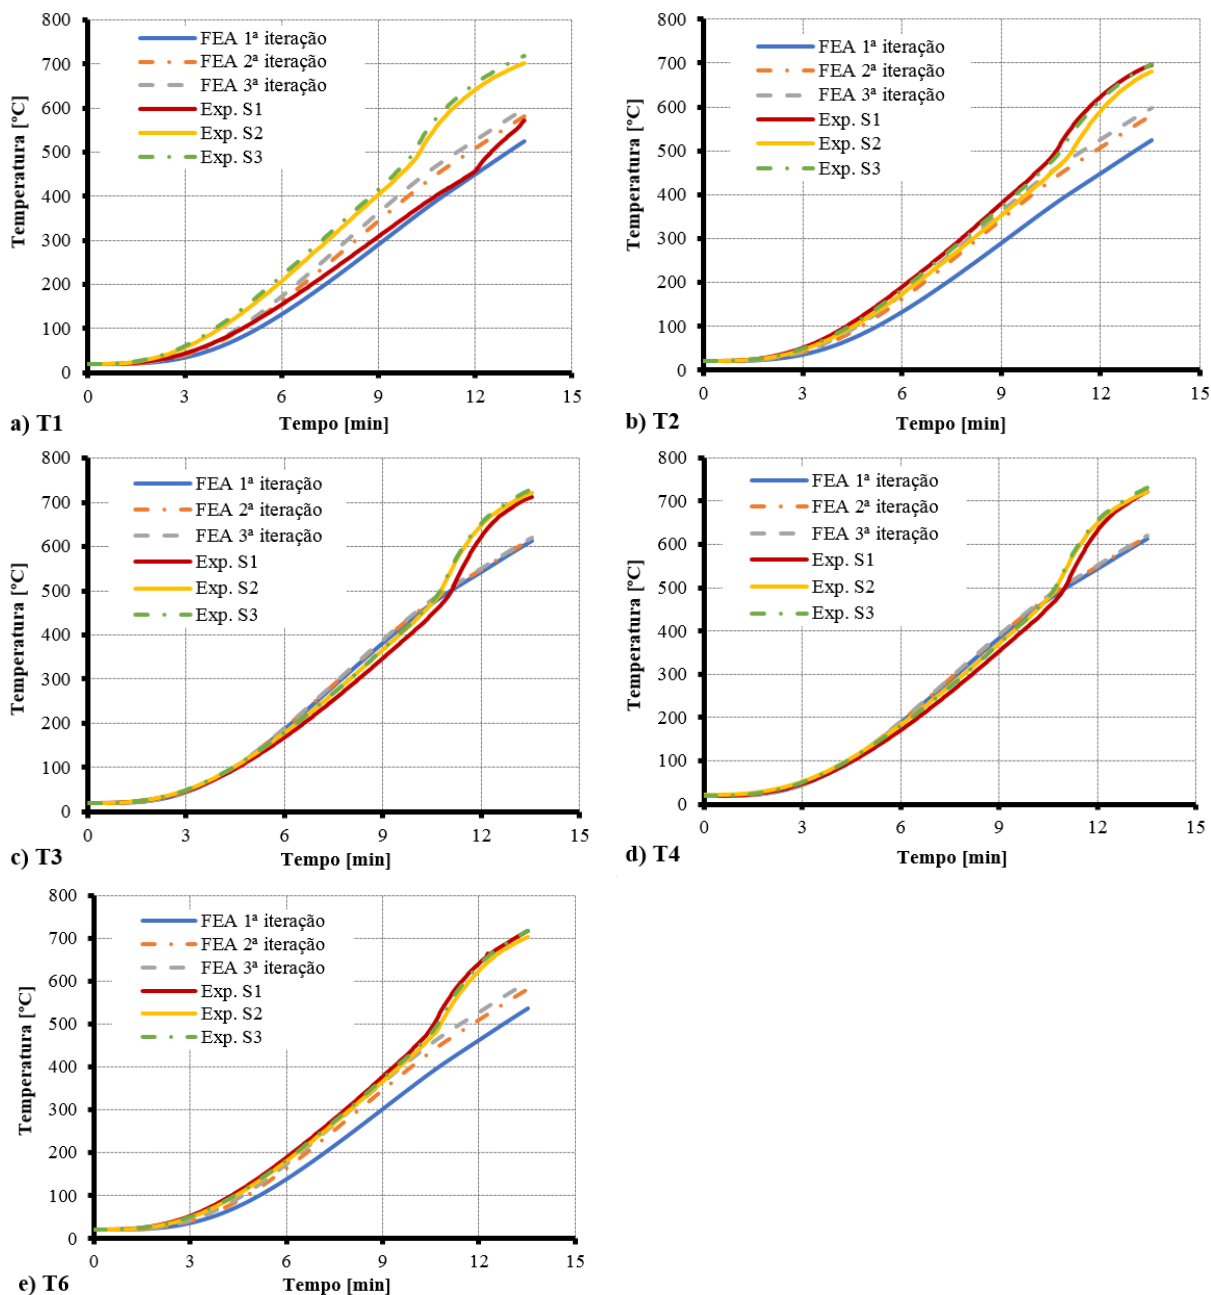 800
700
600
500
400
300
200
100
0
Temperatura [ºC]
FEA 1ª iteração
FEA 2ª iteração
FEA 3ª iteração
Exp. S1
Exp. S2
Exp. S3
0 3 6 9 12 15
Tempo [min]
a) T1
800
700
600
500
400
300
200
100
0
Temperatura [ºC]
FEA 1ª iteração
FEA 2ª iteração
FEA 3ª iteração
Exp. S1
Exp. S2
Exp. S3
0 3 6 9 12 15
Tempo [min]
b) T2
800
700
600
500
400
300
200
100
0
Temperatura [ºC]
FEA 1ª iteração
FEA 2ª iteração
FEA 3ª iteração
Exp. S1
Exp. S2
Exp. S3
0 3 6 9 12 15
Tempo [min]
c) T3
800
700
600
500
400
300
200
100
0
Temperatura [ºC]
FEA 1ª iteração
FEA 2ª iteração
FEA 3ª iteração
Exp. S1
Exp. S2
Exp. S3
0 3 6 9 12 15
Tempo [min]
d) T4
800
700
600
500
400
300
200
100
0
Temperatura [ºC]
FEA 1ª iteração
FEA 2ª iteração
FEA 3ª iteração
Exp. S1
Exp. S2
Exp. S3
0 3 6 9 12 15
Tempo [min]
e) T6